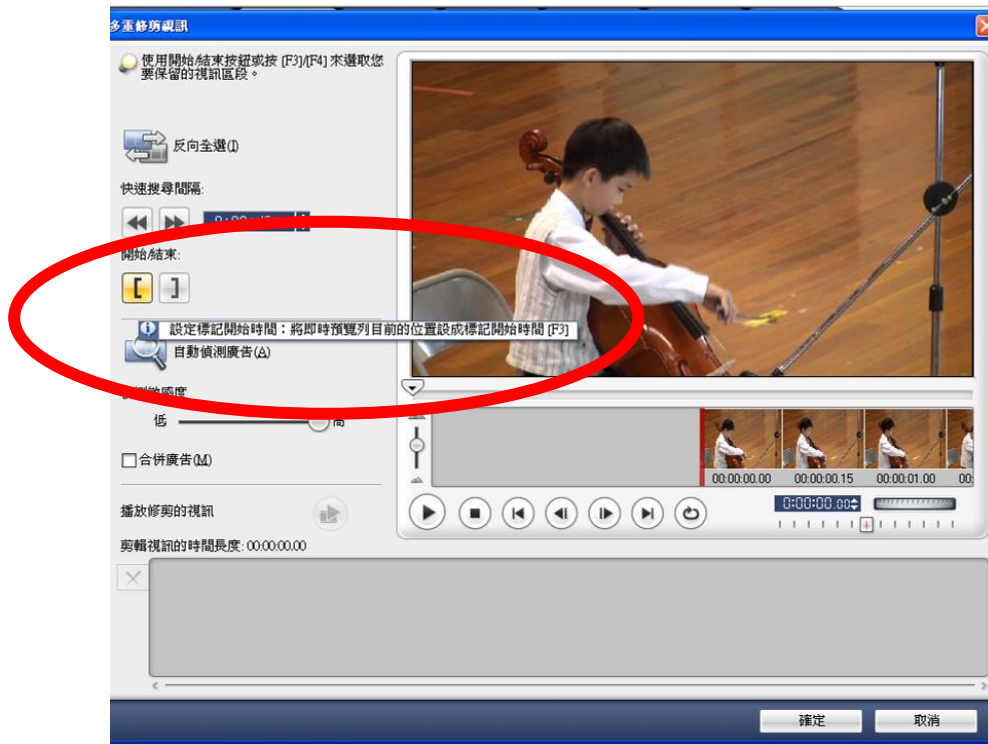 多重修剪視訊
使用開始/結束按鈕或按 [F3]/[F4] 來選取您
要保留的視訊區段。
反向全選(I)
快速搜尋間隔:
開始/結束:
[ ]
設定標記開始時間：將即時預覽列目前的位置設成標記開始時間 [F3]
自動偵測廣告(A)
敏感度
低
高
合併廣告(M)
00:00:00.00 00:00:00.15 00:00:01.00 00:
播放修剪的視訊
0:00:00.00
剪輯視訊的時間長度: 00:00:00.00
確定 取消